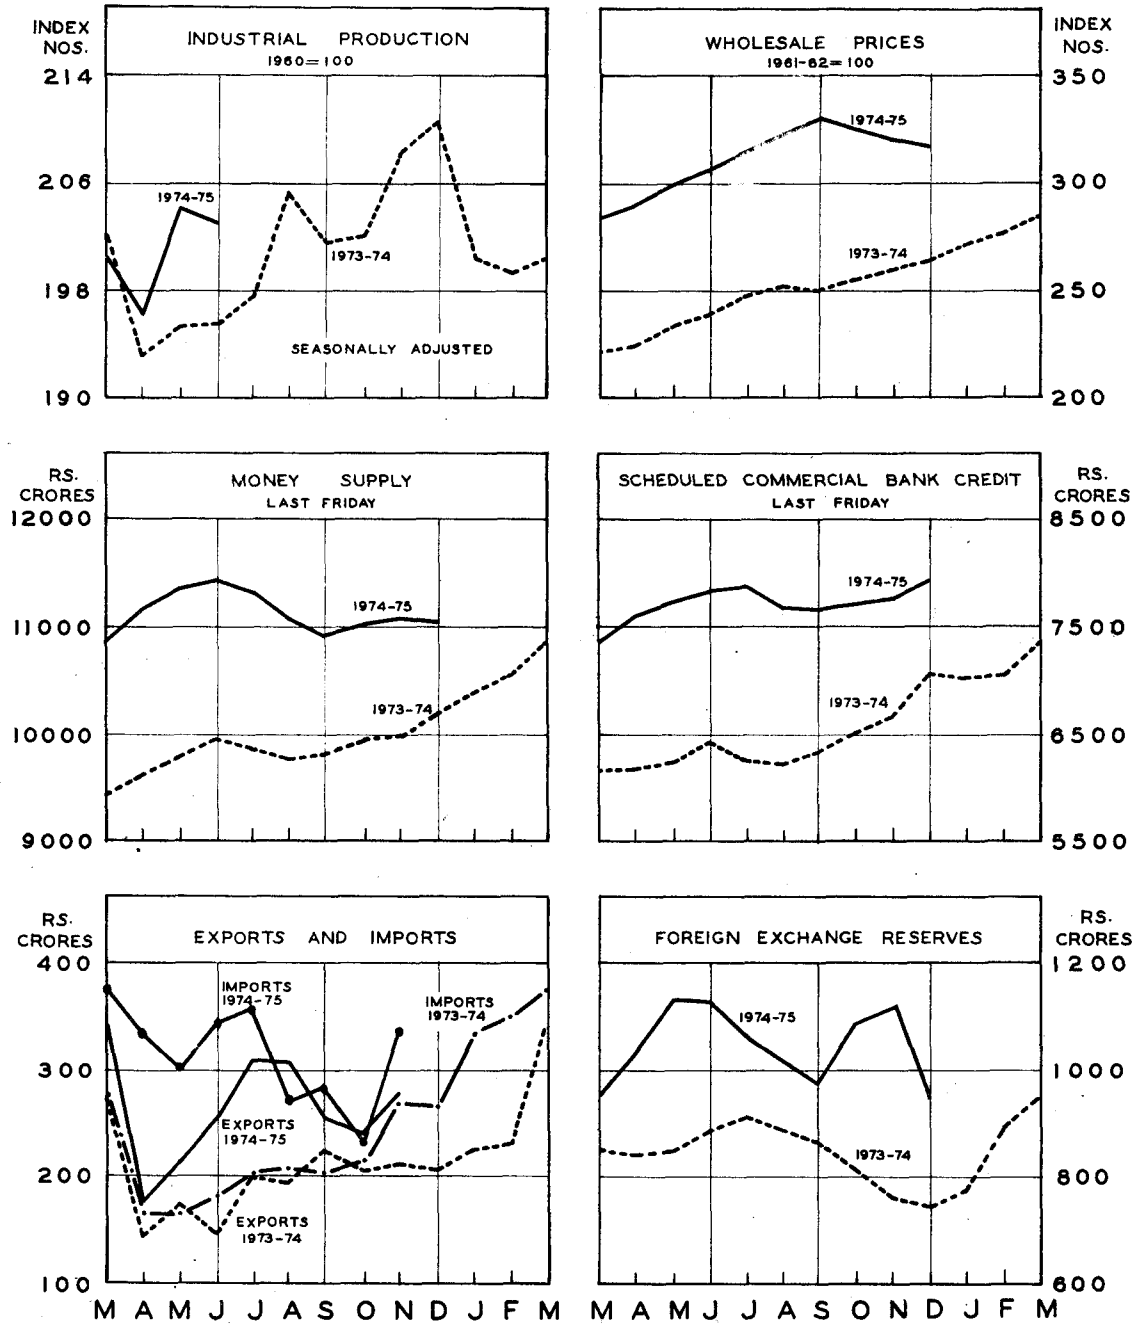 INDEX
NOS.
INDUSTRIAL PRODUCTION
1960=100
214
206
198
190
1974-75
1973-74
SEASONALLY ADJUSTED
WHOLESALE PRICES
1961-62=100
INDEX
NOS.
350
300
250
200
1974-75
1973-74
RS.
CRORES
MONEY SUPPLY
LAST FRIDAY
12000
11000
10000
9000
1974-75
1973-74
SCHEDULED COMMERCIAL BANK CREDIT
LAST FRIDAY
RS.
CRORES
8500
7500
6500
5500
1974-75
1973-74
RS.
CRORES
EXPORTS AND IMPORTS
400
300
200
100
IMPORTS
1974-75
IMPORTS
1973-74
EXPORTS
1974-75
EXPORTS
1973-74
M A M J J A S O N D J F M
FOREIGN EXCHANGE RESERVES
RS.
CRORES
1200
1000
800
600
1974-75
1973-74
M A M J J A S O N D J F M